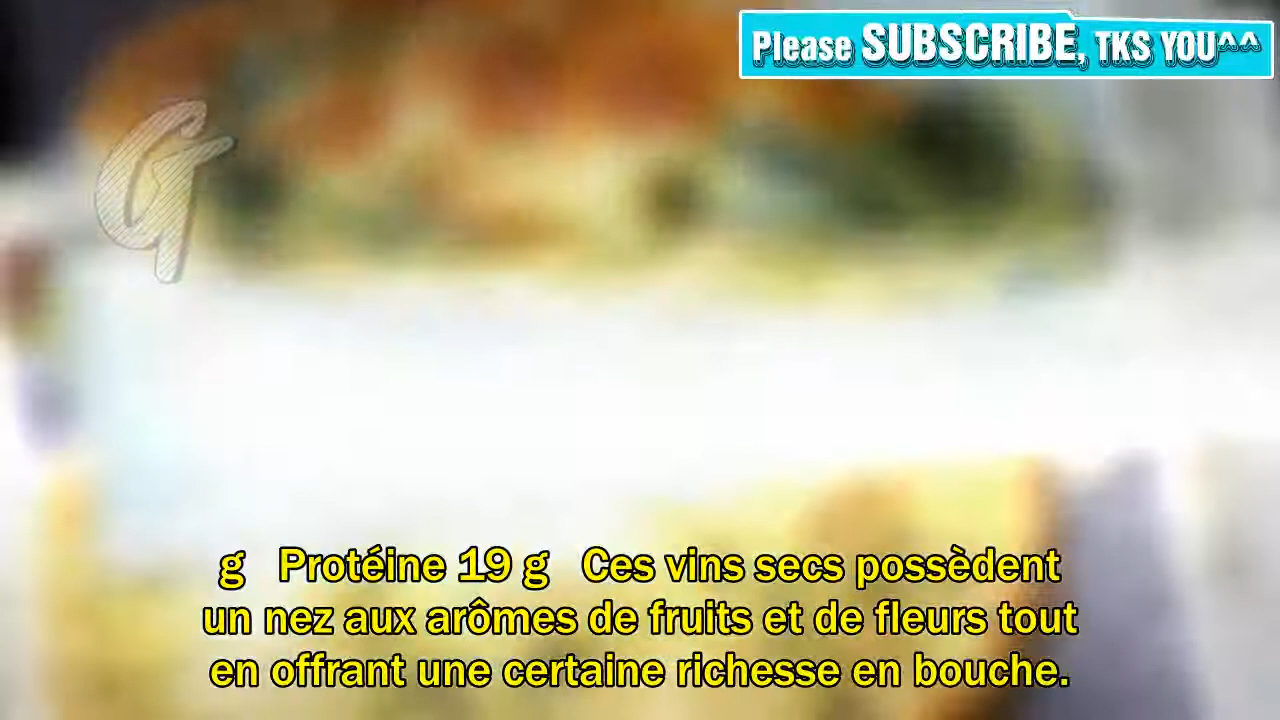 Please SUBSCRIBE, TKS YOU^^
G
g Protéine 19 g Ces vins secs possèdent
un nez aux arômes de fruits et de fleurs tout
en offrant une certaine richesse en bouche.